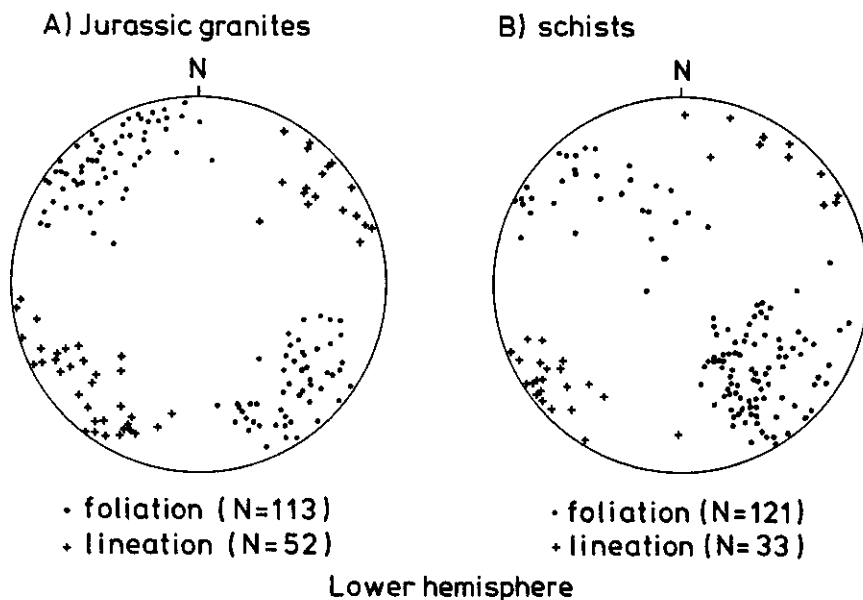 A) Jurassic granites
N
B) schists
N
• foliation (N=113)
+ lineation (N=52)
• foliation (N=121)
+ lineation (N=33)
Lower hemisphere